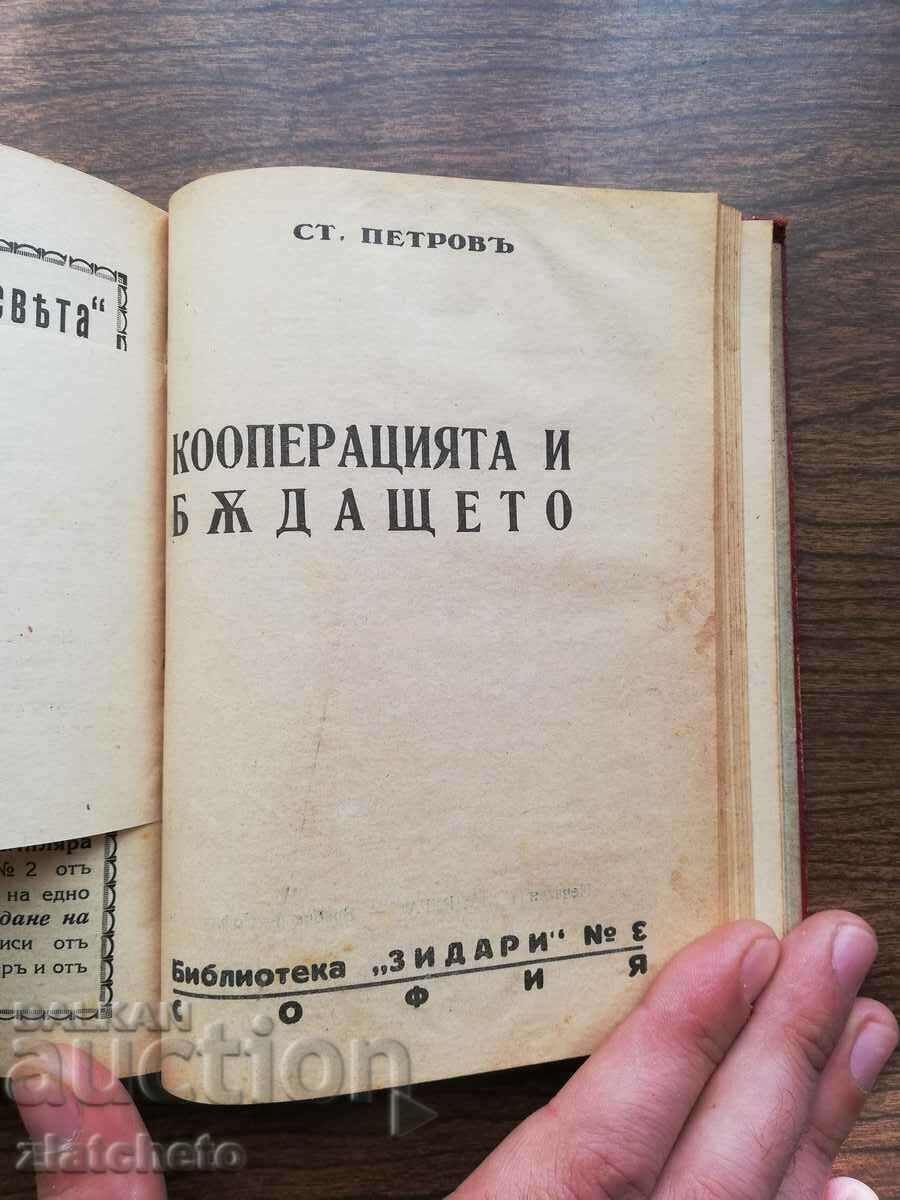 свѣта“
СТ. ПЕТРОВЪ
КООПЕРАЦИЯТА И
БѪДАЩЕТО
Библиотека „ЗИДАРИ“ № 3
СОФИЯ
№ 2 отъ
на едно
дане на
иси отъ
ръ и отъ
BALKAN
auction
zlatcheto